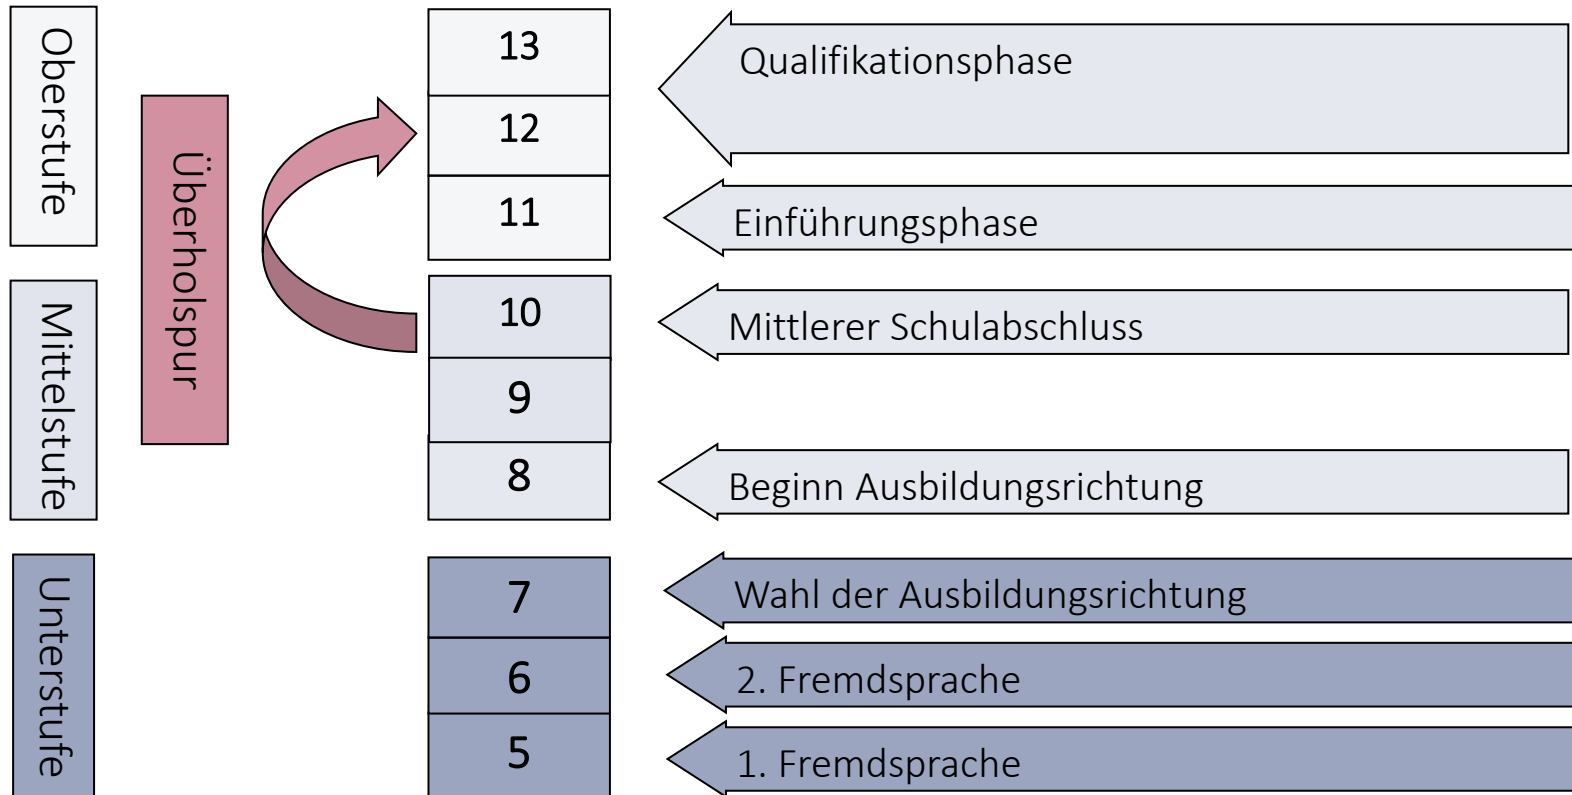 Oberstufe
Überholspur
13
Qualifikationsphase
12
11
Einführungsphase
Mittelstufe
10
Mittlerer Schulabschluss
9
8
Beginn Ausbildungsrichtung
Unterstufe
7
Wahl der Ausbildungsrichtung
6
2. Fremdsprache
5
1. Fremdsprache